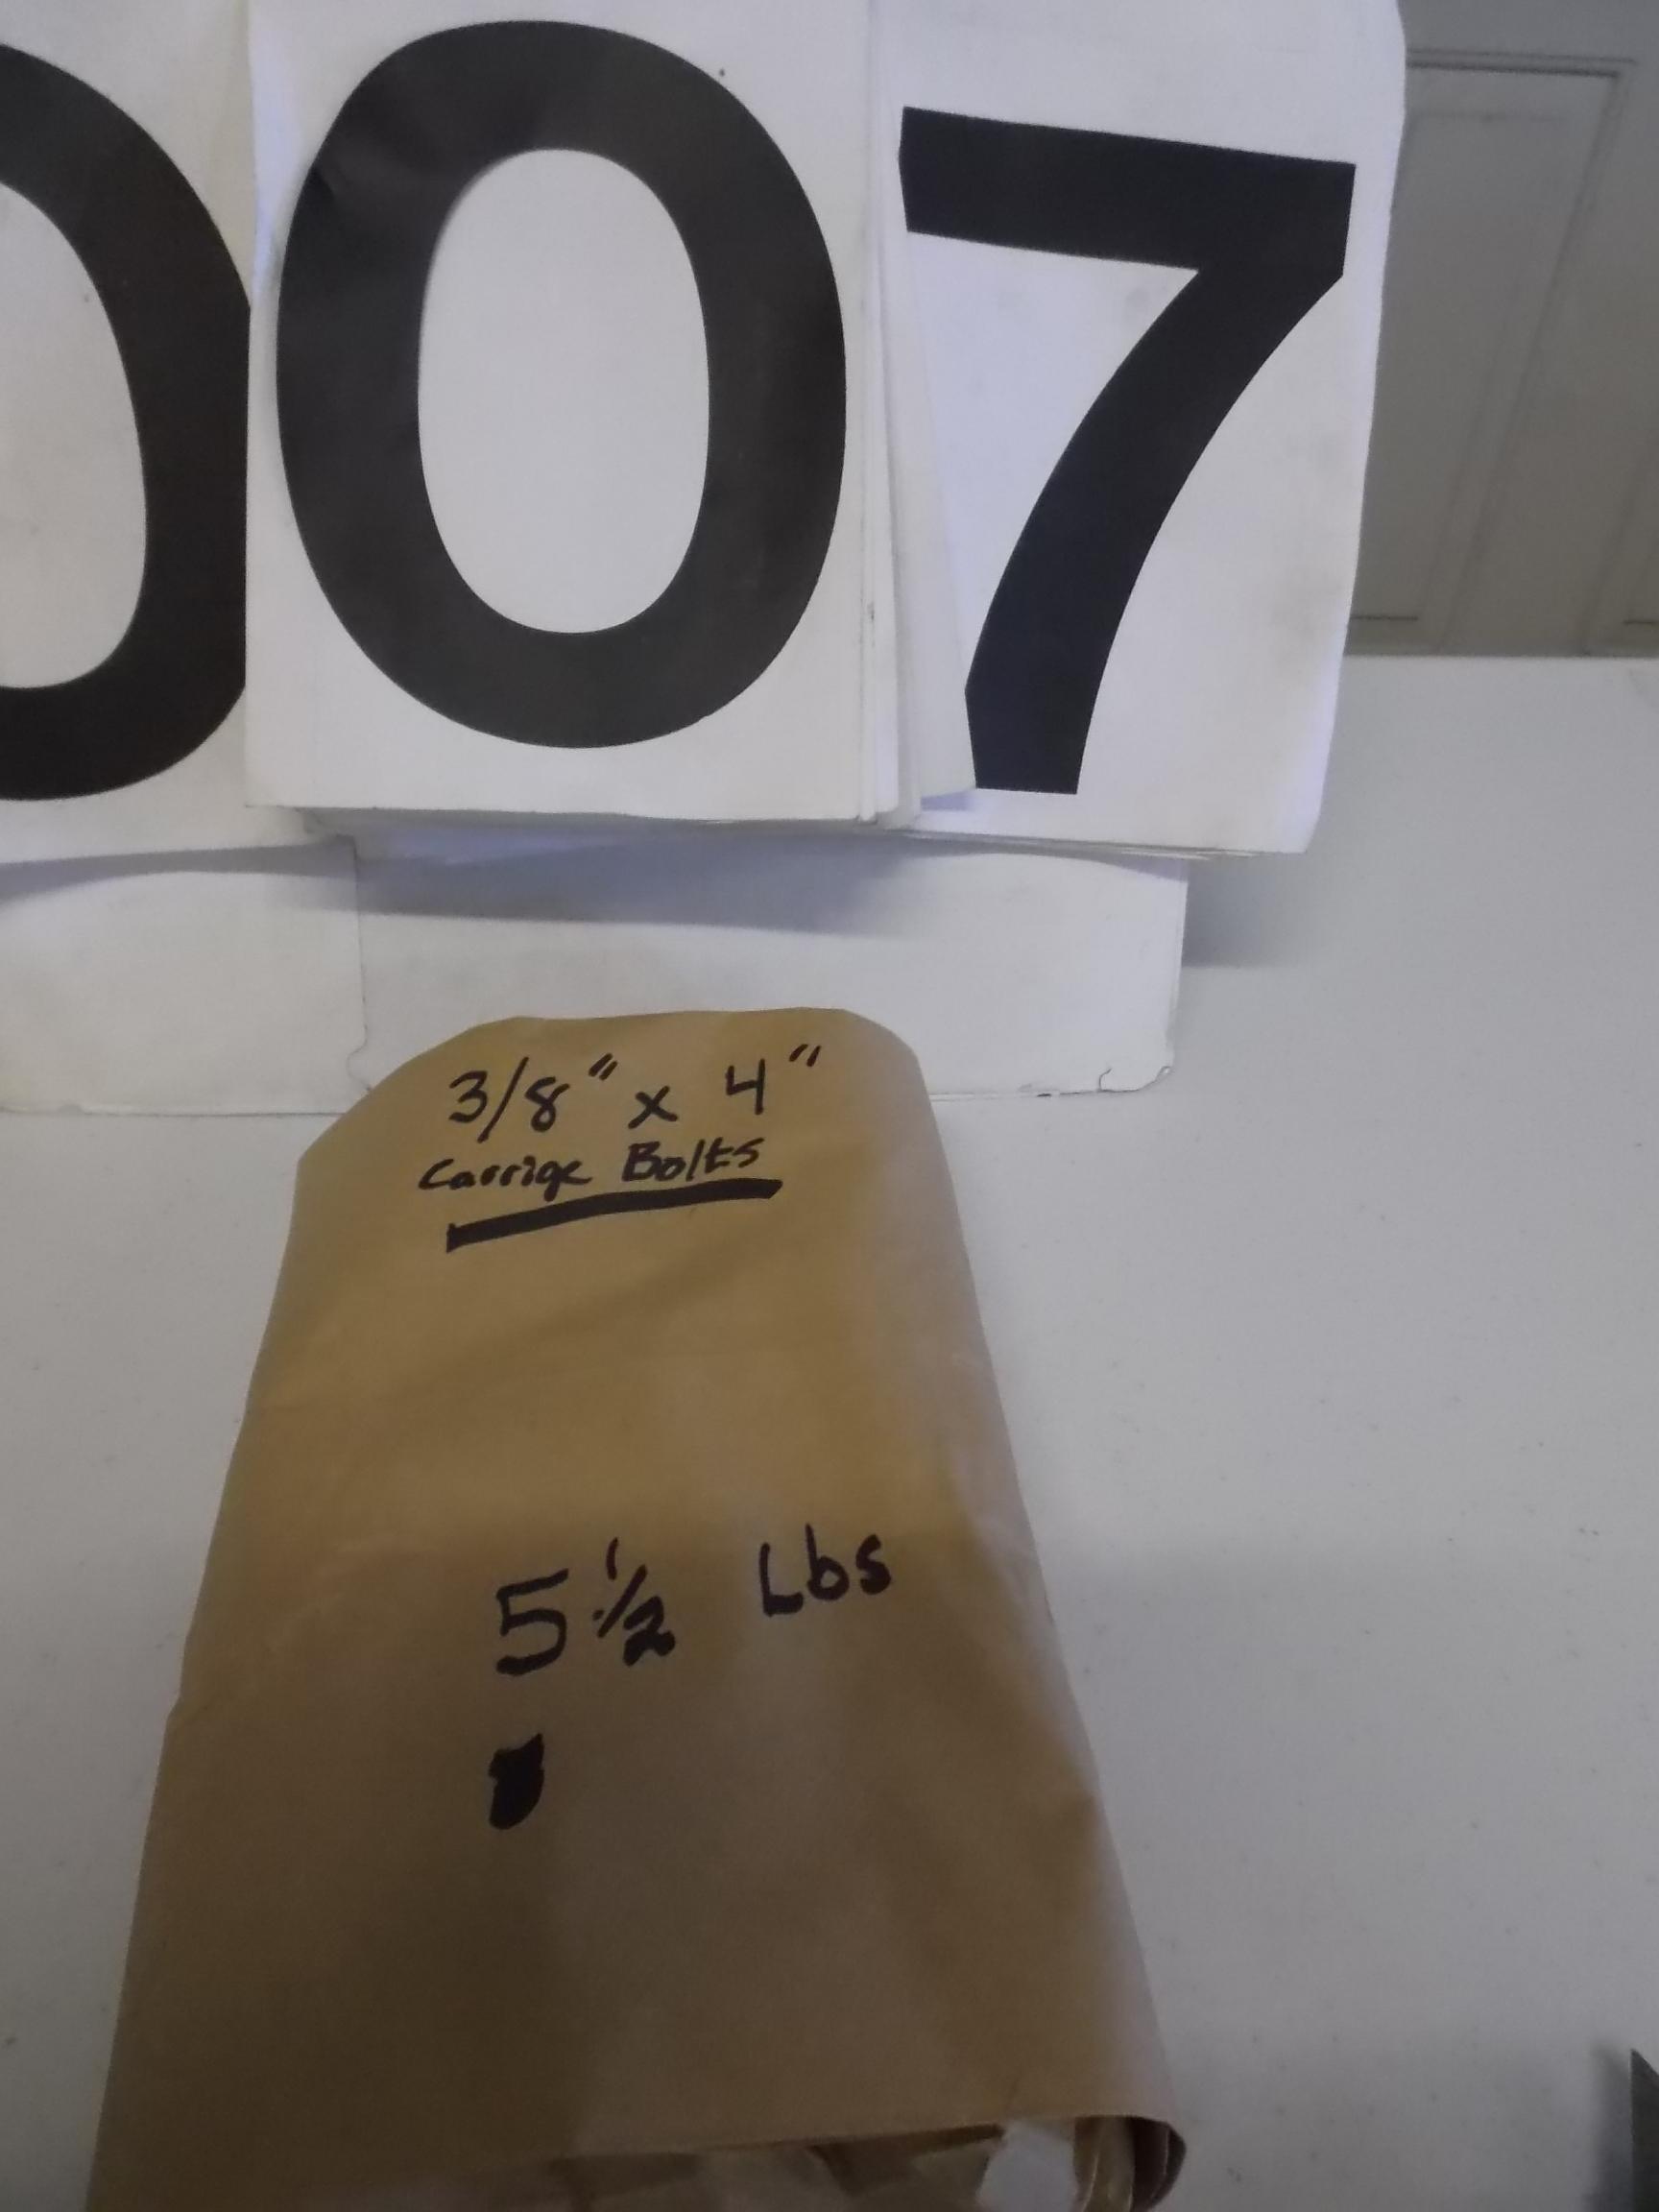 007
3/8" x 4"
Carrige Bolts
5 1/2 Lbs